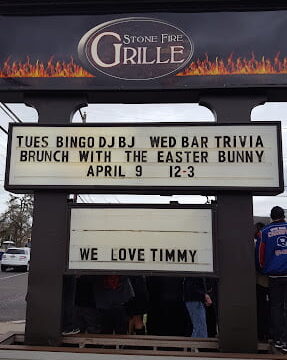 STONE FIRE
GRILLE
TUES BINGO DJ BJ WED BAR TRIVIA
BRUNCH WITH THE EASTER BUNNY
APRIL 9 12-3
WE LOVE TIMMY